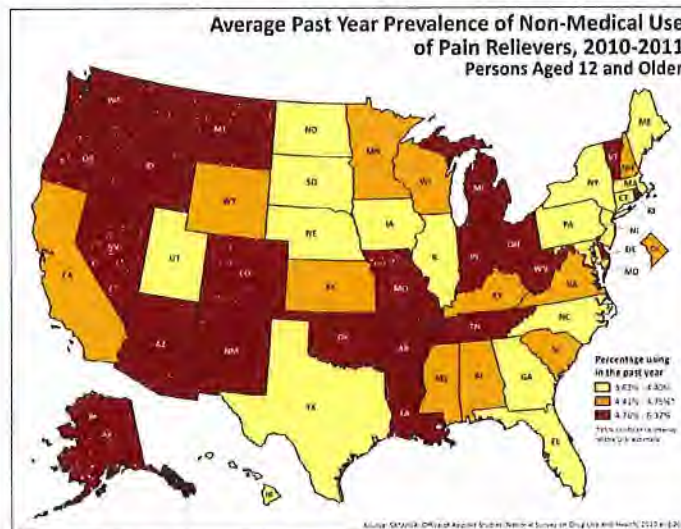 Average Past Year Prevalence of Non-Medical Use
of Pain Relievers, 2010-2011
Persons Aged 12 and Older
WA
MT
ND
MN
ME
OR
ID
SD
WI
MI
NY
VT
NH
MA
CT
RI
WY
NE
IA
PA
NJ
NV
UT
CO
IL
IN
OH
DE
DC
MD
CA
KS
MO
WV
VA
KY
NC
AZ
NM
OK
AR
TN
SC
MS
AL
GA
TX
LA
FL
AK
HI
Percentage using
in the past year